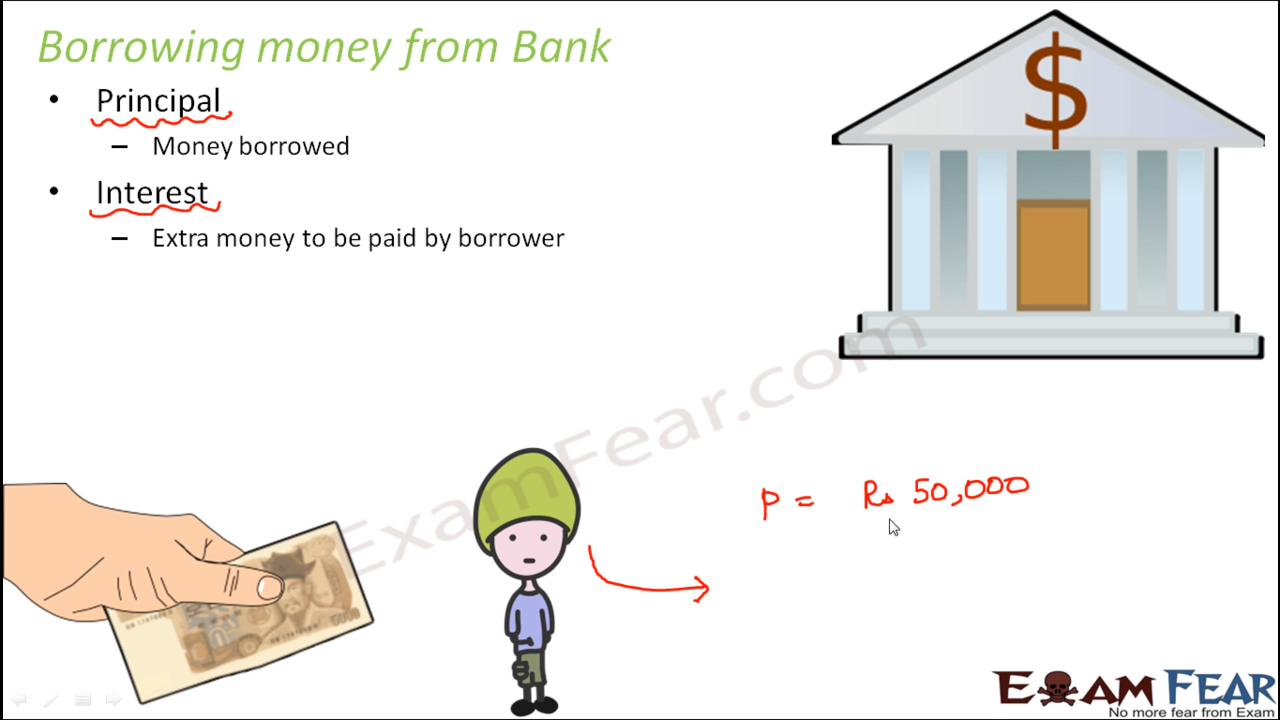 Borrowing money from Bank
• Principal
– Money borrowed
• Interest
– Extra money to be paid by borrower
$
ExamFear.com
P = Rs 50,000
5000
EXAM FEAR
No more fear from Exam